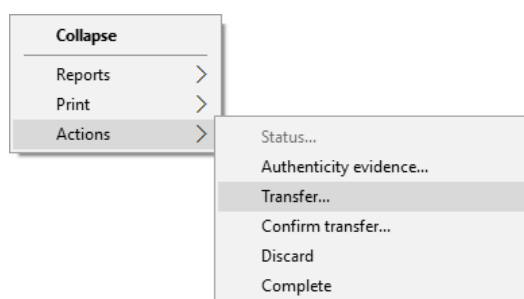 Collapse
Reports
Print
Actions
Status...
Authenticity evidence...
Transfer...
Confirm transfer...
Discard
Complete